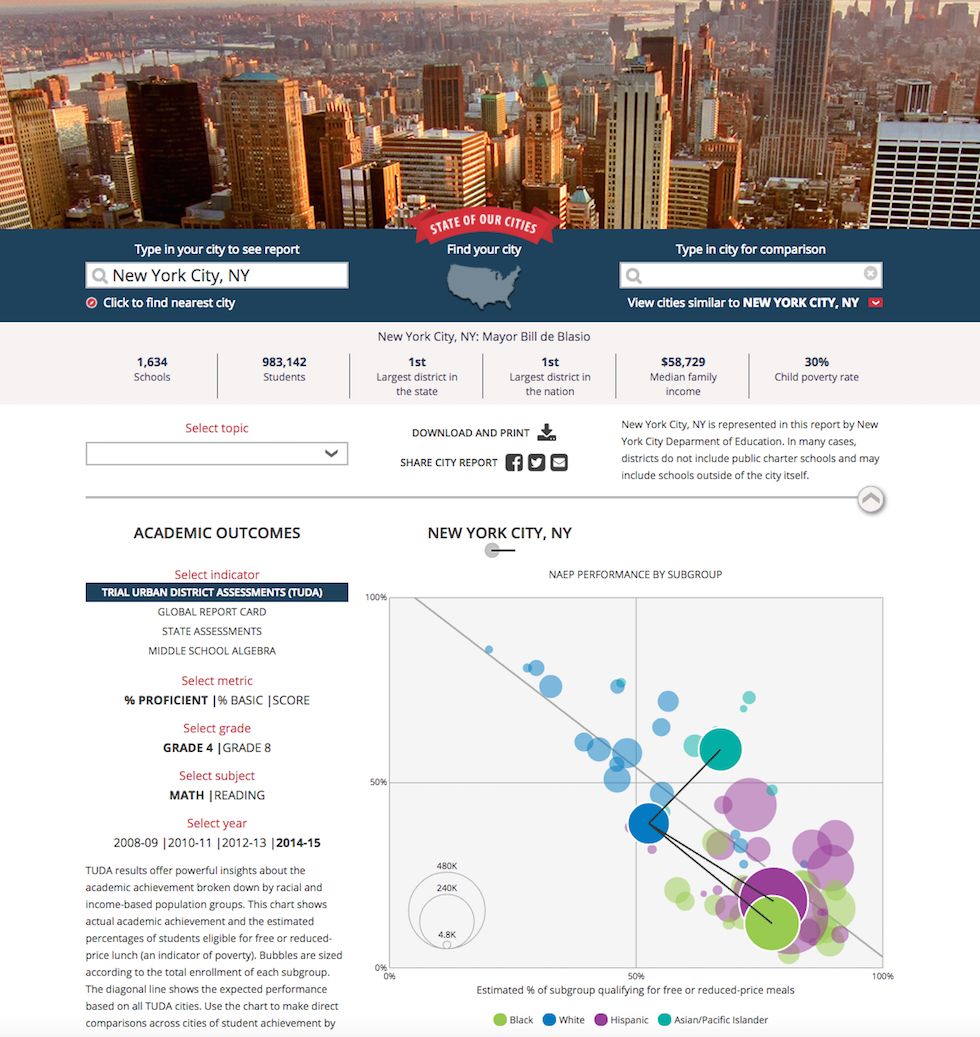 STATE OF OUR CITIES
Type in your city to see report
Find your city
Type in city for comparison
New York City, NY
Click to find nearest city
View cities similar to NEW YORK CITY, NY
New York City, NY: Mayor Bill de Blasio
1,634
Schools
983,142
Students
1st
Largest district in
the state
1st
Largest district in
the nation
$58,729
Median family
income
30%
Child poverty rate
Select topic
DOWNLOAD AND PRINT
SHARE CITY REPORT
New York City, NY is represented in this report by New
York City Deparment of Education. In many cases,
districts do not include public charter schools and may
include schools outside of the city itself.
ACADEMIC OUTCOMES
Select indicator
TRIAL URBAN DISTRICT ASSESSMENTS (TUDA)
GLOBAL REPORT CARD
STATE ASSESSMENTS
MIDDLE SCHOOL ALGEBRA
Select metric
% PROFICIENT |% BASIC |SCORE
Select grade
GRADE 4 |GRADE 8
Select subject
MATH |READING
Select year
2008-09 |2010-11 |2012-13 |2014-15
TUDA results offer powerful insights about the
academic achievement broken down by racial and
income-based population groups. This chart shows
actual academic achievement and the estimated
percentages of students eligible for free or reduced-
price lunch (an indicator of poverty). Bubbles are sized
according to the total enrollment of each subgroup.
The diagonal line shows the expected performance
based on all TUDA cities. Use the chart to make direct
comparisons across cities of student achievement by
NEW YORK CITY, NY
NAEP PERFORMANCE BY SUBGROUP
100%
50%
0%
480K
240K
4.8K
0%
50%
100%
Estimated % of subgroup qualifying for free or reduced-price meals
Black
White
Hispanic
Asian/Pacific Islander